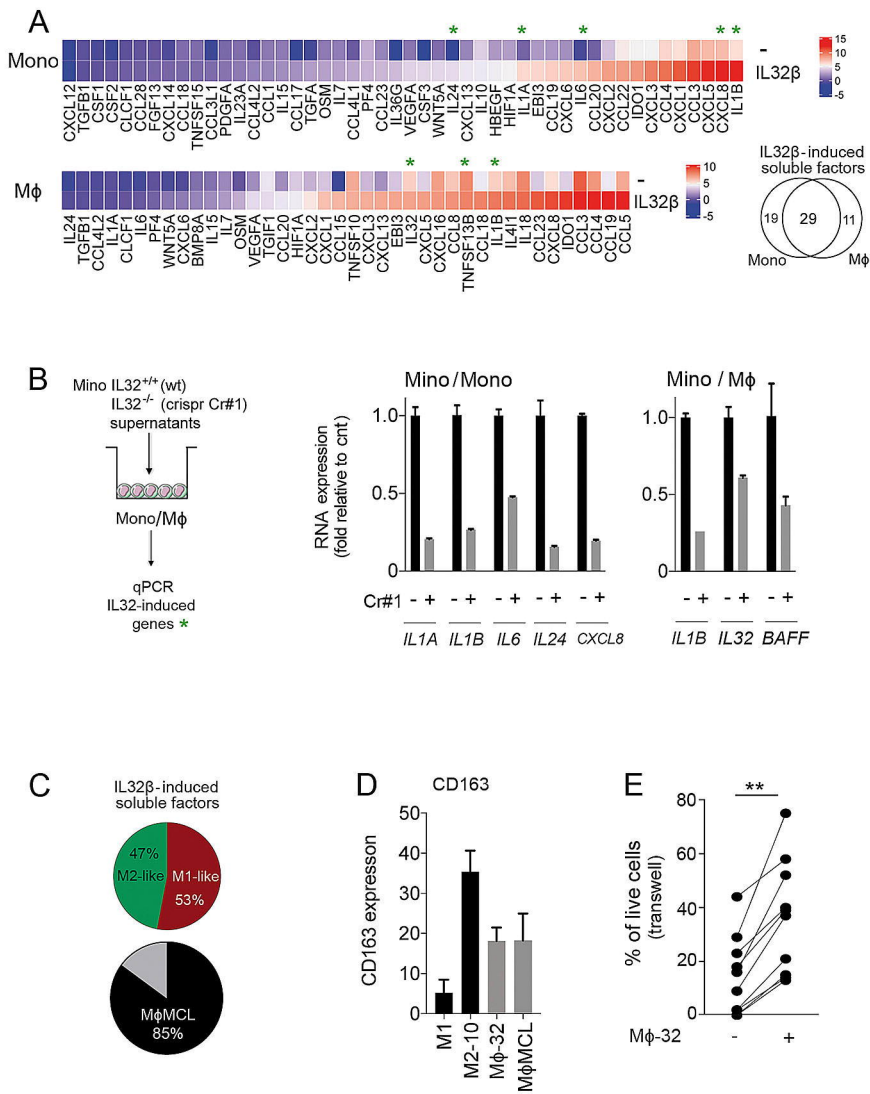 A
* * * * *
Mono
-
IL32β
15
10
5
0
-5
CXCL12 TGFB1 CSF1 CSF2 CLCF1 CCL28 FGF13 CXCL14 CCL18 TNFSF15 CCL3L1 PDGFA IL23A CCL4L2 CCL1 IL15 CCL17 TGFA OSM IL7 CCL4L1 PF4 CCL23 IL36G VEGFA CSF3 WNT5A IL24 CXCL13 IL10 HBEGF HIF1A IL1A EBI3 CCL19 CXCL6 IL6 CCL20 CXCL2 CCL22 IDO1 CXCL3 CCL4 CXCL1 CCL3 CXCL5 CXCL8 IL1B
* * *
Mϕ
-
IL32β
10
5
0
-5
IL24 TGFB1 CCL4L2 IL1A CLCF1 IL6 PF4 WNT5A CXCL6 BMP8A IL15 IL7 OSM VEGFA TGIF1 CCL20 HIF1A CXCL2 CXCL1 CCL15 TNFSF10 CXCL3 CXCL13 EBI3 IL32 CXCL5 CXCL16 CCL8 TNFSF13B CCL18 IL1B IL4I1 IL18 CCL23 CXCL8 IDO1 CCL3 CCL4 CCL19 CCL5
IL32β-induced
soluble factors
19 29 11
Mono Mϕ
B
Mino IL32+/+ (wt)
IL32-/- (crispr Cr#1)
supernatants
Mono/Mϕ
qPCR
IL32-induced
genes *
Mino/Mono
RNA expression
(fold relative to cnt)
1.0
0.5
0
Cr#1 - + - + - + - + - +
IL1A IL1B IL6 IL24 CXCL8
Mino / Mϕ
1.0
0.5
0
- + - + - +
IL1B IL32 BAFF
C
IL32β-induced
soluble factors
47%
M2-like M1-like
53%
MϕMCL
85%
D
CD163
CD163 expresson
50
40
30
20
10
0
M1 M2-10 Mϕ-32 MϕMCL
E
**
% of live cells
(transwell)
80
60
40
20
0
Mϕ-32 - +